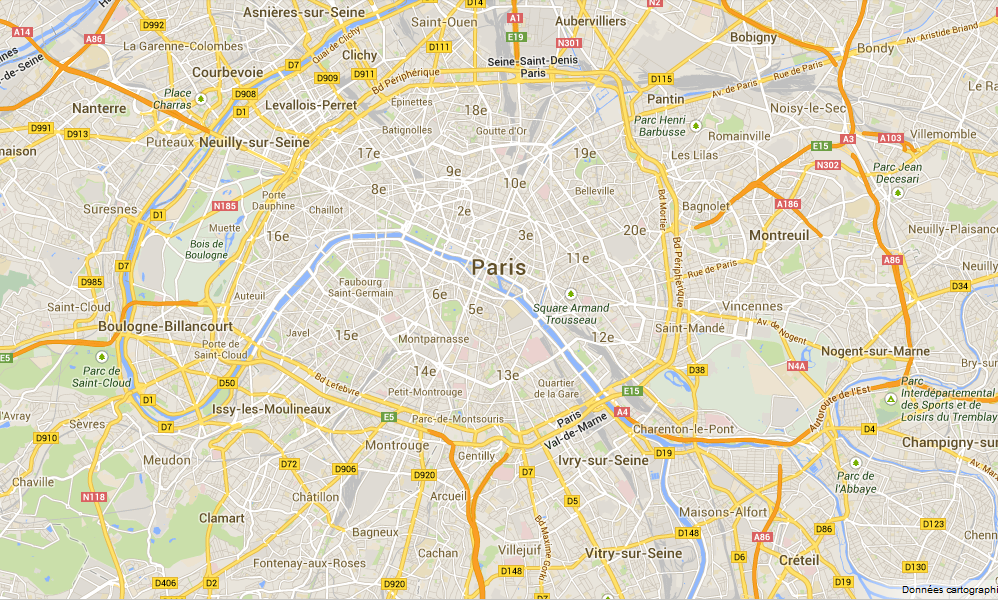 Asnières-sur-Seine
D14
A1
N2
Aubervilliers
D992
Saint-Ouen
A14
A86
E19
Bobigny
Av. Aristide Briand
La Garenne-Colombes
Quai de Clichy
D111
N301
Bondy
Clichy
Seine-Saint-Denis
Paris
de-Seine
D7
D909
D911
Bd Périphérique
D115
Rue de Paris
Courbevoie
Place
Charras
D908
D1
Levallois-Perret
Épinettes
18e
Pantin
Av. de Paris
Noisy-le-Sec
Nanterre
Parc Henri
Barbusse
D991
D913
Batignolles
Goutte d'Or
Romainville
Villemomble
Puteaux
Neuilly-sur-Seine
A3
A103
E15
maison
17e
19e
Les Lilas
N302
Parc Jean
Decesari
9e
10e
8e
Belleville
Bd Mortier
Porte
Dauphine
Suresnes
D1
N185
Chaillot
2e
Bagnolet
A186
Muette
16e
3e
20e
Montreuil
Neuilly-Plaisance
Bois de
Boulogne
11e
Bd Périphérique
Paris
Rue de Paris
A86
D7
D985
Faubourg
Saint-Germain
Noisy
D34
Auteuil
6e
5e
Square Armand
Trousseau
Vincennes
Saint-Cloud
Boulogne-Billancourt
Javel
15e
Montparnasse
12e
Saint-Mandé
Av. de Nogent
Porte de
Saint-Cloud
E5
Nogent-sur-Marne
Bry-sur
Parc de
Saint-Cloud
14e
13e
N4A
D38
D50
Bd Lefebvre
Petit-Montrouge
Quartier
de la Gare
E15
Autoroute de l'Est
Parc
Interdépartemental
des Sports et de
Loisirs du Tremblay
D1
Issy-les-Moulineaux
E5
Parc-de-Montsouris
Paris
Val-de-Marne
A4
l'Avray
Sèvres
D7
Charenton-le-Pont
D4
D910
Montrouge
Gentilly
Champigny-su
Meudon
D72
D906
D920
D7
Ivry-sur-Seine
D19
Av. Mar
Chaville
Parc de
l'Abbaye
N118
Châtillon
Arcueil
D5
Maisons-Alfort
Clamart
Bd Maxime Gorki
D123
D86
Bagneux
D148
A86
Chenn
Cachan
Villejuif
Vitry-sur-Seine
D6
Créteil
Fontenay-aux-Roses
D148
D130
D406
D2
D920
D7
D19
Données cartographi